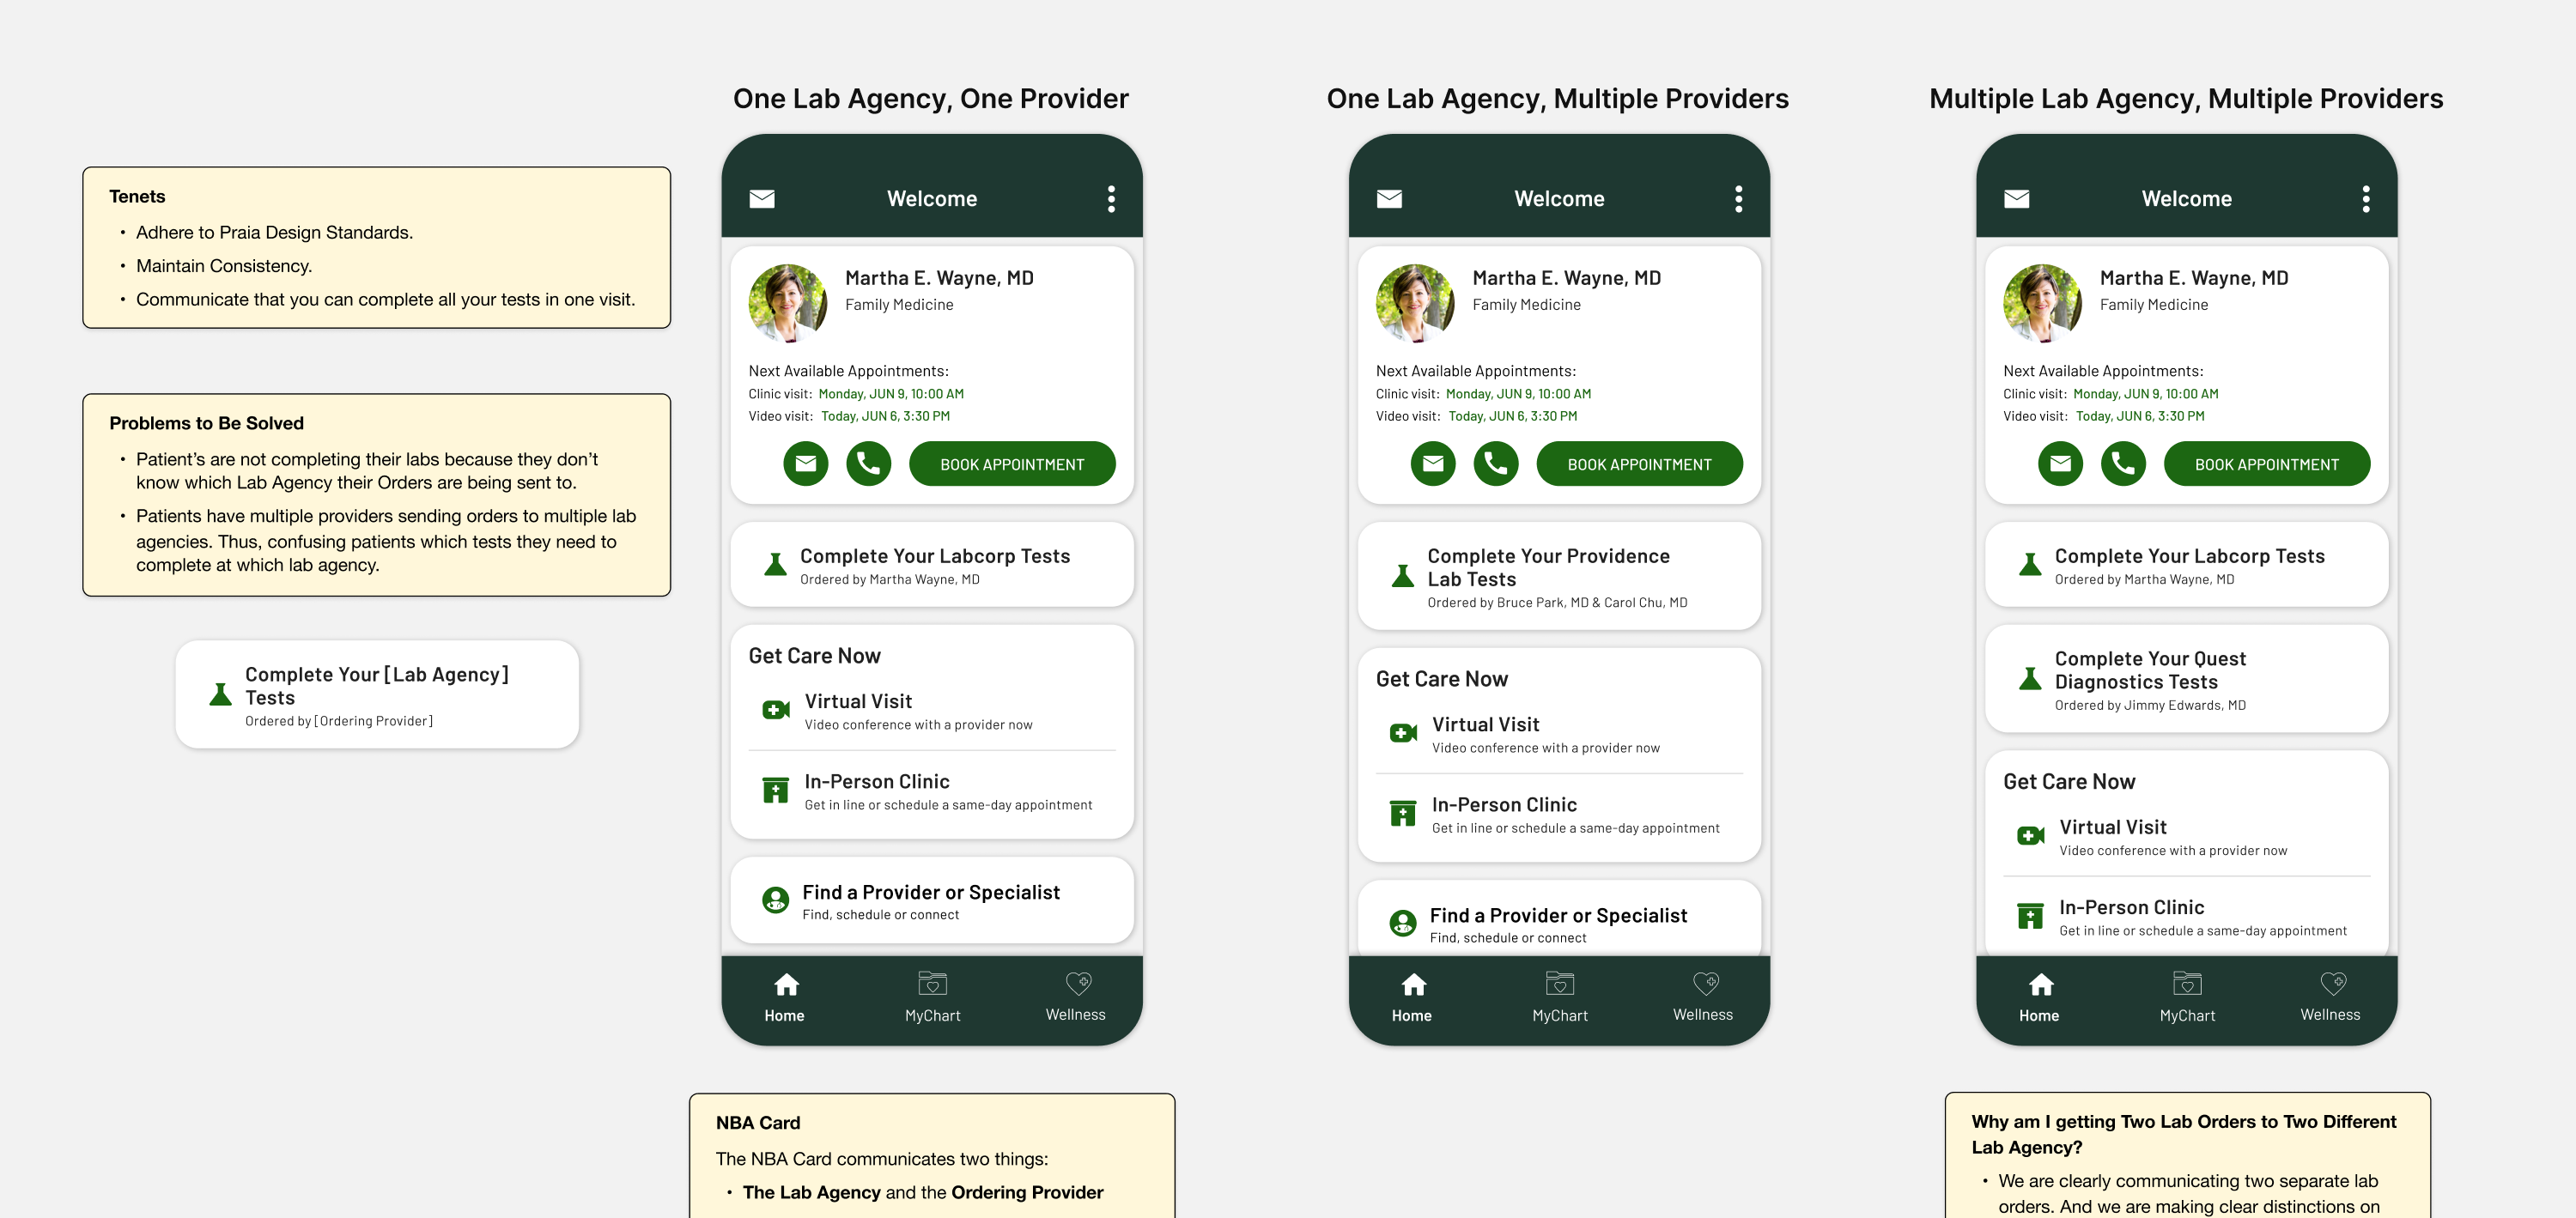 One Lab Agency, One Provider
One Lab Agency, Multiple Providers
Multiple Lab Agency, Multiple Providers
Tenets
• Adhere to Praia Design Standards.
• Maintain Consistency.
• Communicate that you can complete all your tests in one visit.
Problems to Be Solved
• Patient's are not completing their labs because they don't
know which Lab Agency their Orders are being sent to.
• Patients have multiple providers sending orders to multiple lab
agencies. Thus, confusing patients which tests they need to
complete at which lab agency.
Complete Your [Lab Agency]
Tests
Ordered by [Ordering Provider]
Welcome
Martha E. Wayne, MD
Family Medicine
Next Available Appointments:
Clinic visit: Monday, JUN 9, 10:00 AM
Video visit: Today, JUN 6, 3:30 PM
BOOK APPOINTMENT
Complete Your Labcorp Tests
Ordered by Martha Wayne, MD
Get Care Now
Virtual Visit
Video conference with a provider now
In-Person Clinic
Get in line or schedule a same-day appointment
Find a Provider or Specialist
Find, schedule or connect
Home
MyChart
Wellness
Welcome
Martha E. Wayne, MD
Family Medicine
Next Available Appointments:
Clinic visit: Monday, JUN 9, 10:00 AM
Video visit: Today, JUN 6, 3:30 PM
BOOK APPOINTMENT
Complete Your Providence
Lab Tests
Ordered by Bruce Park, MD & Carol Chu, MD
Get Care Now
Virtual Visit
Video conference with a provider now
In-Person Clinic
Get in line or schedule a same-day appointment
Find a Provider or Specialist
Find, schedule or connect
Home
MyChart
Wellness
Welcome
Martha E. Wayne, MD
Family Medicine
Next Available Appointments:
Clinic visit: Monday, JUN 9, 10:00 AM
Video visit: Today, JUN 6, 3:30 PM
BOOK APPOINTMENT
Complete Your Labcorp Tests
Ordered by Martha Wayne, MD
Complete Your Quest
Diagnostics Tests
Ordered by Jimmy Edwards, MD
Get Care Now
Virtual Visit
Video conference with a provider now
In-Person Clinic
Get in line or schedule a same-day appointment
Home
MyChart
Wellness
NBA Card
The NBA Card communicates two things:
• The Lab Agency and the Ordering Provider
Why am I getting Two Lab Orders to Two Different
Lab Agency?
• We are clearly communicating two separate lab
orders. And we are making clear distinctions on